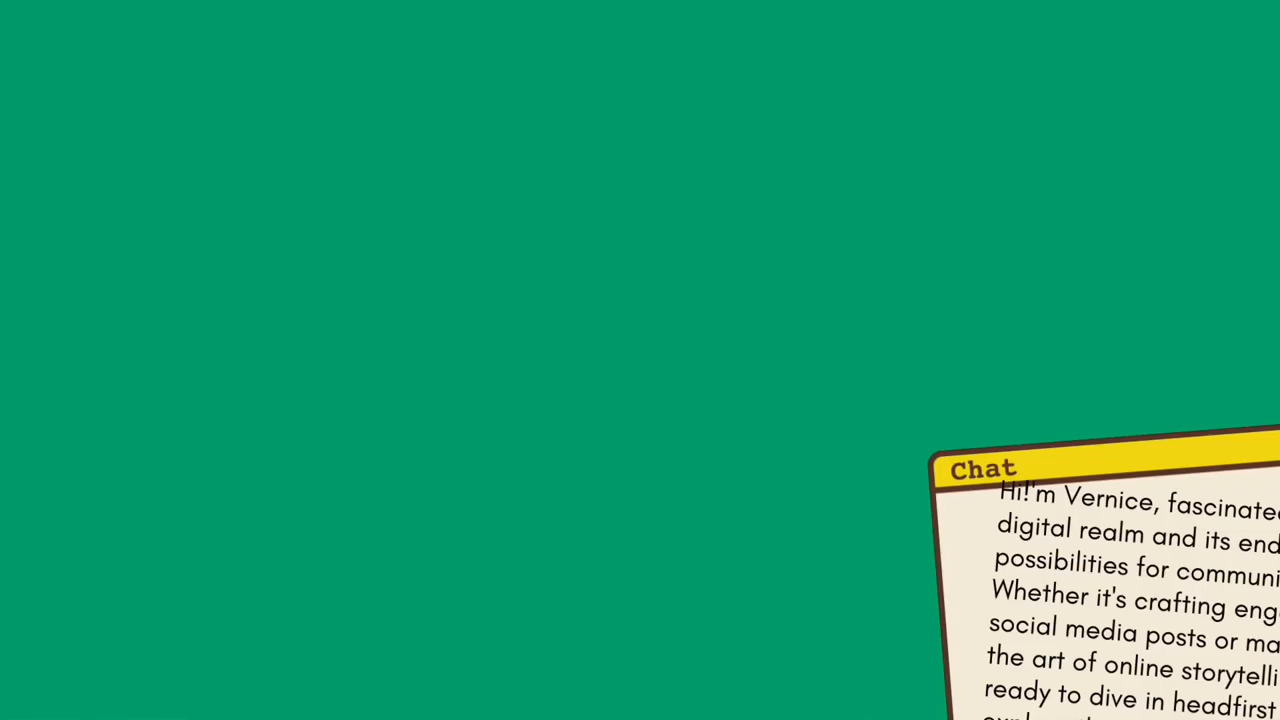 Chat
Hi!'m Vernice, fascinated
digital realm and its end
possibilities for communi
Whether it's crafting eng
social media posts or ma
the art of online storytelli
ready to dive in headfirst